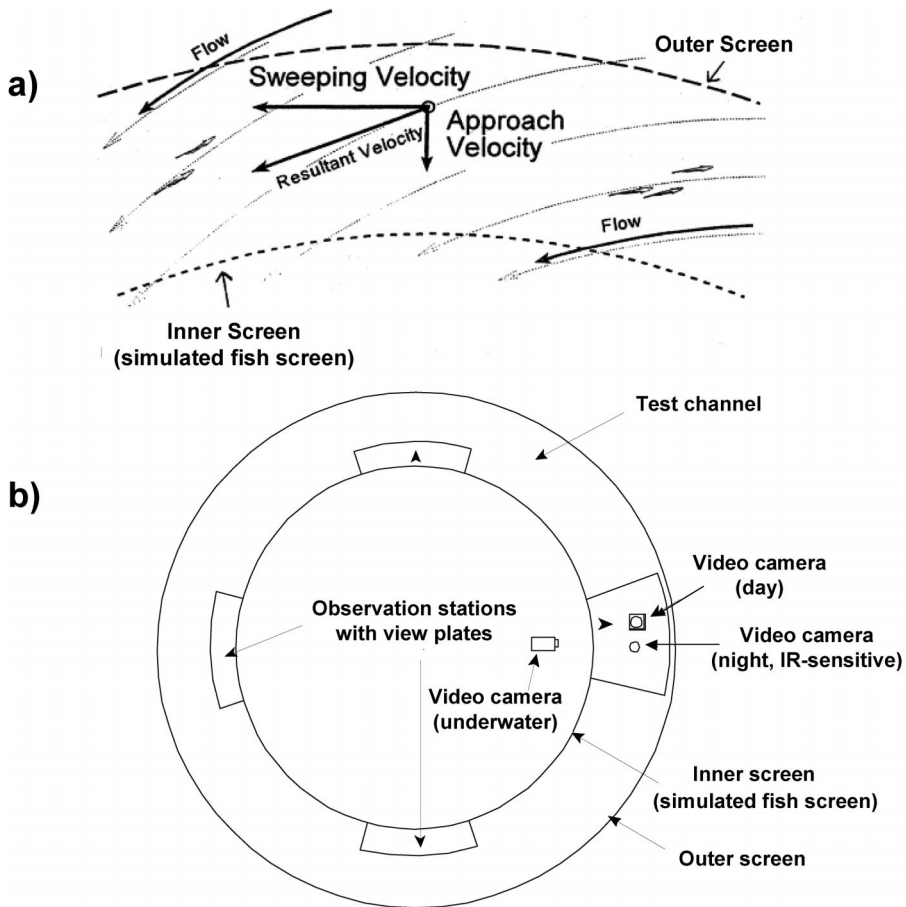 a)
Flow
Outer Screen
Sweeping Velocity
Approach
Velocity
Resultant Velocity
Flow
Inner Screen
(simulated fish screen)
b)
Test channel
Video camera
(day)
Observation stations
with view plates
Video camera
(night, IR-sensitive)
Video camera
(underwater)
Inner screen
(simulated fish screen)
Outer screen